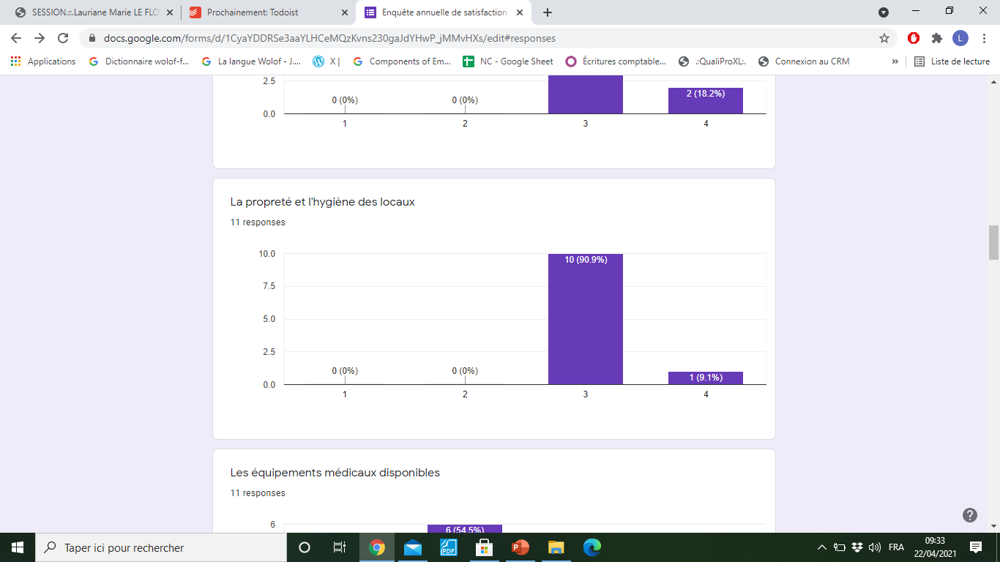 SESSION.::.Lauriane Marie LE FLO
Prochainement: Todoist
Enquête annuelle de satisfaction
docs.google.com/forms/d/1CyaYDDRSe3aaYLHCeMQzKvns230gaJdYHwP_jMMvHXs/edit#responses
L
Applications
Dictionnaire wolof-f...
La langue Wolof - J....
X |
Components of Em...
NC - Google Sheet
Écritures comptable...
.:QualiProXL:.
Connexion au CRM
»
Liste de lecture
2.5
0.0
0 (0%)
0 (0%)
2 (18.2%)
1 2 3 4
La propreté et l'hygiène des locaux
11 responses
10.0
7.5
5.0
2.5
0.0
0 (0%)
0 (0%)
10 (90.9%)
1 (9.1%)
1 2 3 4
Les équipements médicaux disponibles
11 responses
6
6 (54.5%)
Taper ici pour rechercher
PDF
P
FRA
09:33
22/04/2021